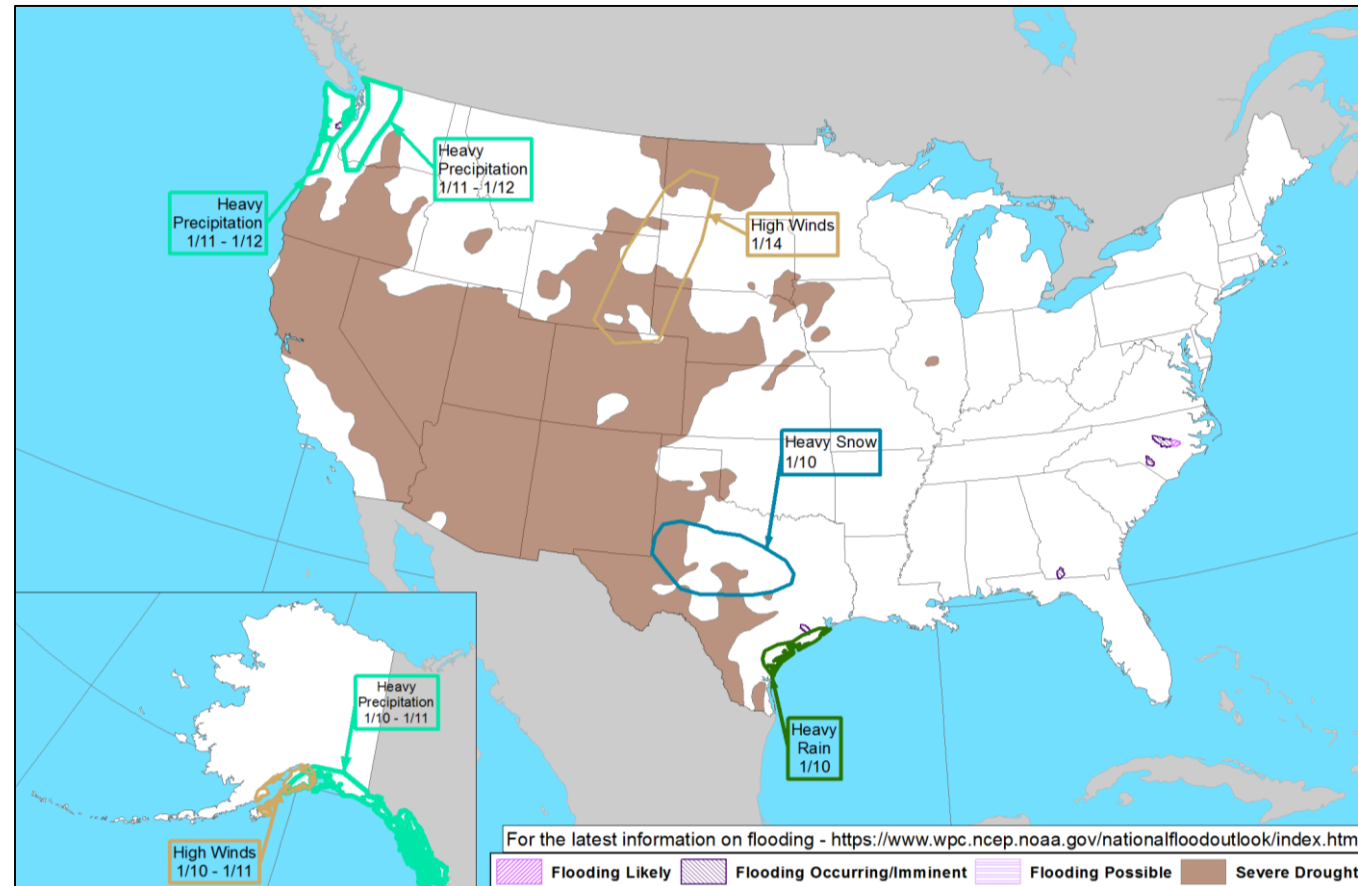 Heavy
Precipitation
1/11 - 1/12
Heavy
Precipitation
1/11 - 1/12
High Winds
1/14
Heavy Snow
1/10
Heavy
Rain
1/10
Heavy
Precipitation
1/10 - 1/11
High Winds
1/10 - 1/11
For the latest information on flooding - https://www.wpc.ncep.noaa.gov/nationalfloodoutlook/index.htm
Flooding Likely
Flooding Occurring/Imminent
Flooding Possible
Severe Drought